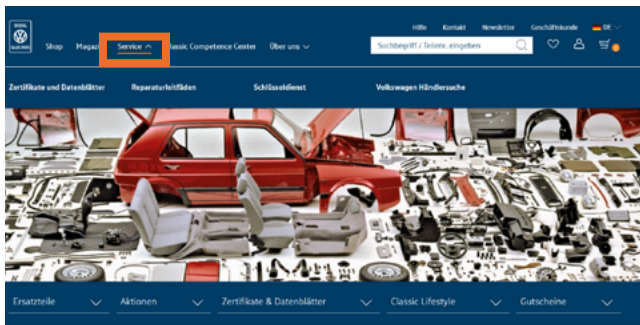 Hilfe Kontakt Newsletter Geschäftskunde DE
Shop Service Classic Competence Center Über uns
Suchbegriff / Teilenr. eingeben
Zertifikate und Datenblätter Reparaturleitfäden Schlüsseldienst Volkswagen Händlersuche
Ersatzteile Aktionen Zertifikate & Datenblätter Classic Lifestyle Gutscheine